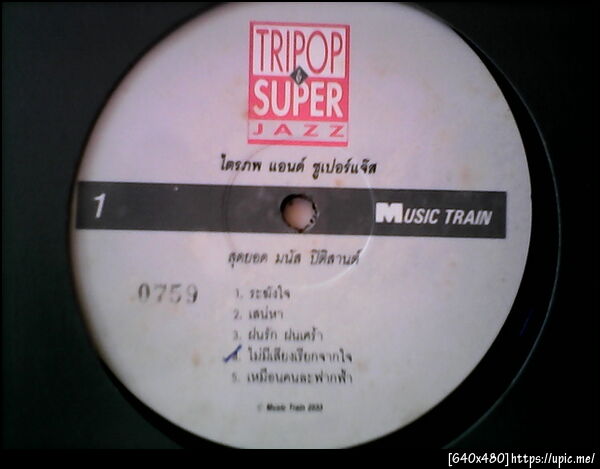 TRIPOP
&
SUPER
JAZZ
ไตรภพ แอนด์ ซูเปอร์แจ๊ส
1
MUSIC TRAIN
สุดยอด มนัส ปิติสานต์
0759
1. ระฆังใจ
2. เสน่หา
3. ฝนรัก ฝนเศร้า
4. ไม่มีเสียงเรียกจากใจ
5. เหมือนคนละฟากฟ้า
© Music Train
[640x480]https://upic.me/